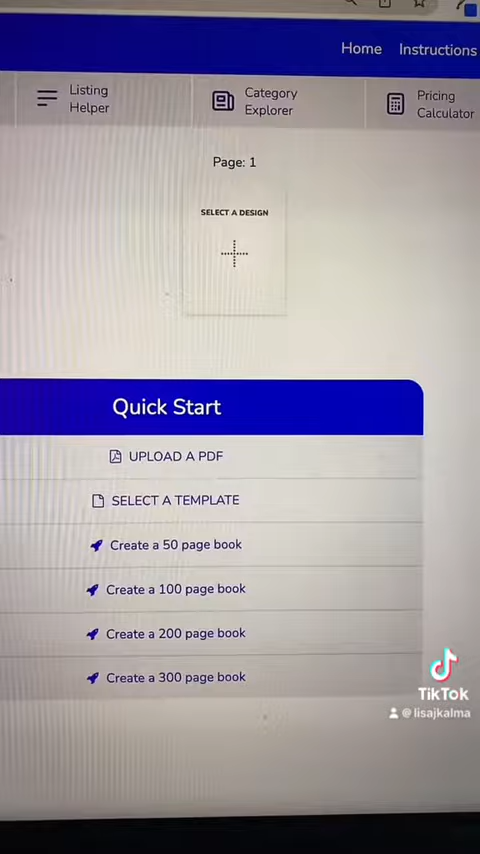 Home Instructions
Listing
Helper
Category
Explorer
Pricing
Calculator
Page: 1
SELECT A DESIGN
Quick Start
UPLOAD A PDF
SELECT A TEMPLATE
Create a 50 page book
Create a 100 page book
Create a 200 page book
Create a 300 page book
TikTok
@lisajkalma